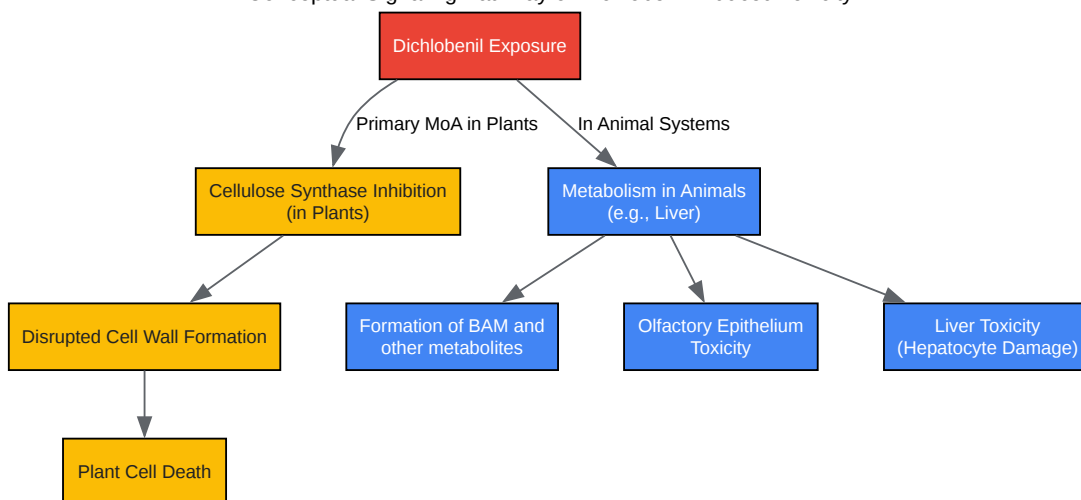 Dichlobenil Exposure
Primary MoA in Plants
In Animal Systems
Cellulose Synthase Inhibition
(in Plants)
Metabolism in Animals
(e.g., Liver)
Disrupted Cell Wall Formation
Formation of BAM and
other metabolites
Olfactory Epithelium
Toxicity
Liver Toxicity
(Hepatocyte Damage)
Plant Cell Death